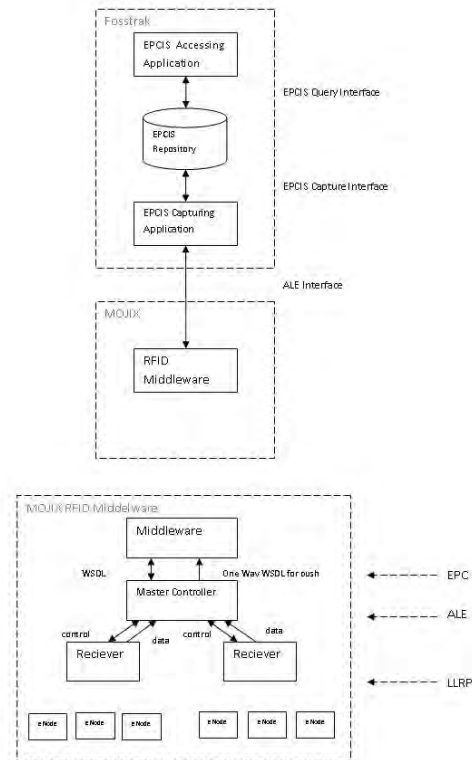 Fosstrak
EPCIS Accessing
Application
EPCIS Query Interface
EPCIS
Repository
EPCIS Capture Interface
EPCIS Capturing
Application
ALE Interface
MOJIX
RFID
Middleware
MOJIX RFID Middelware
Middleware
WSDL
One Way WSDL for push
EPC
Master Controller
ALE
control
data
control
data
Reciever
Reciever
LLRP
eNode
eNode
eNode
eNode
eNode
eNode